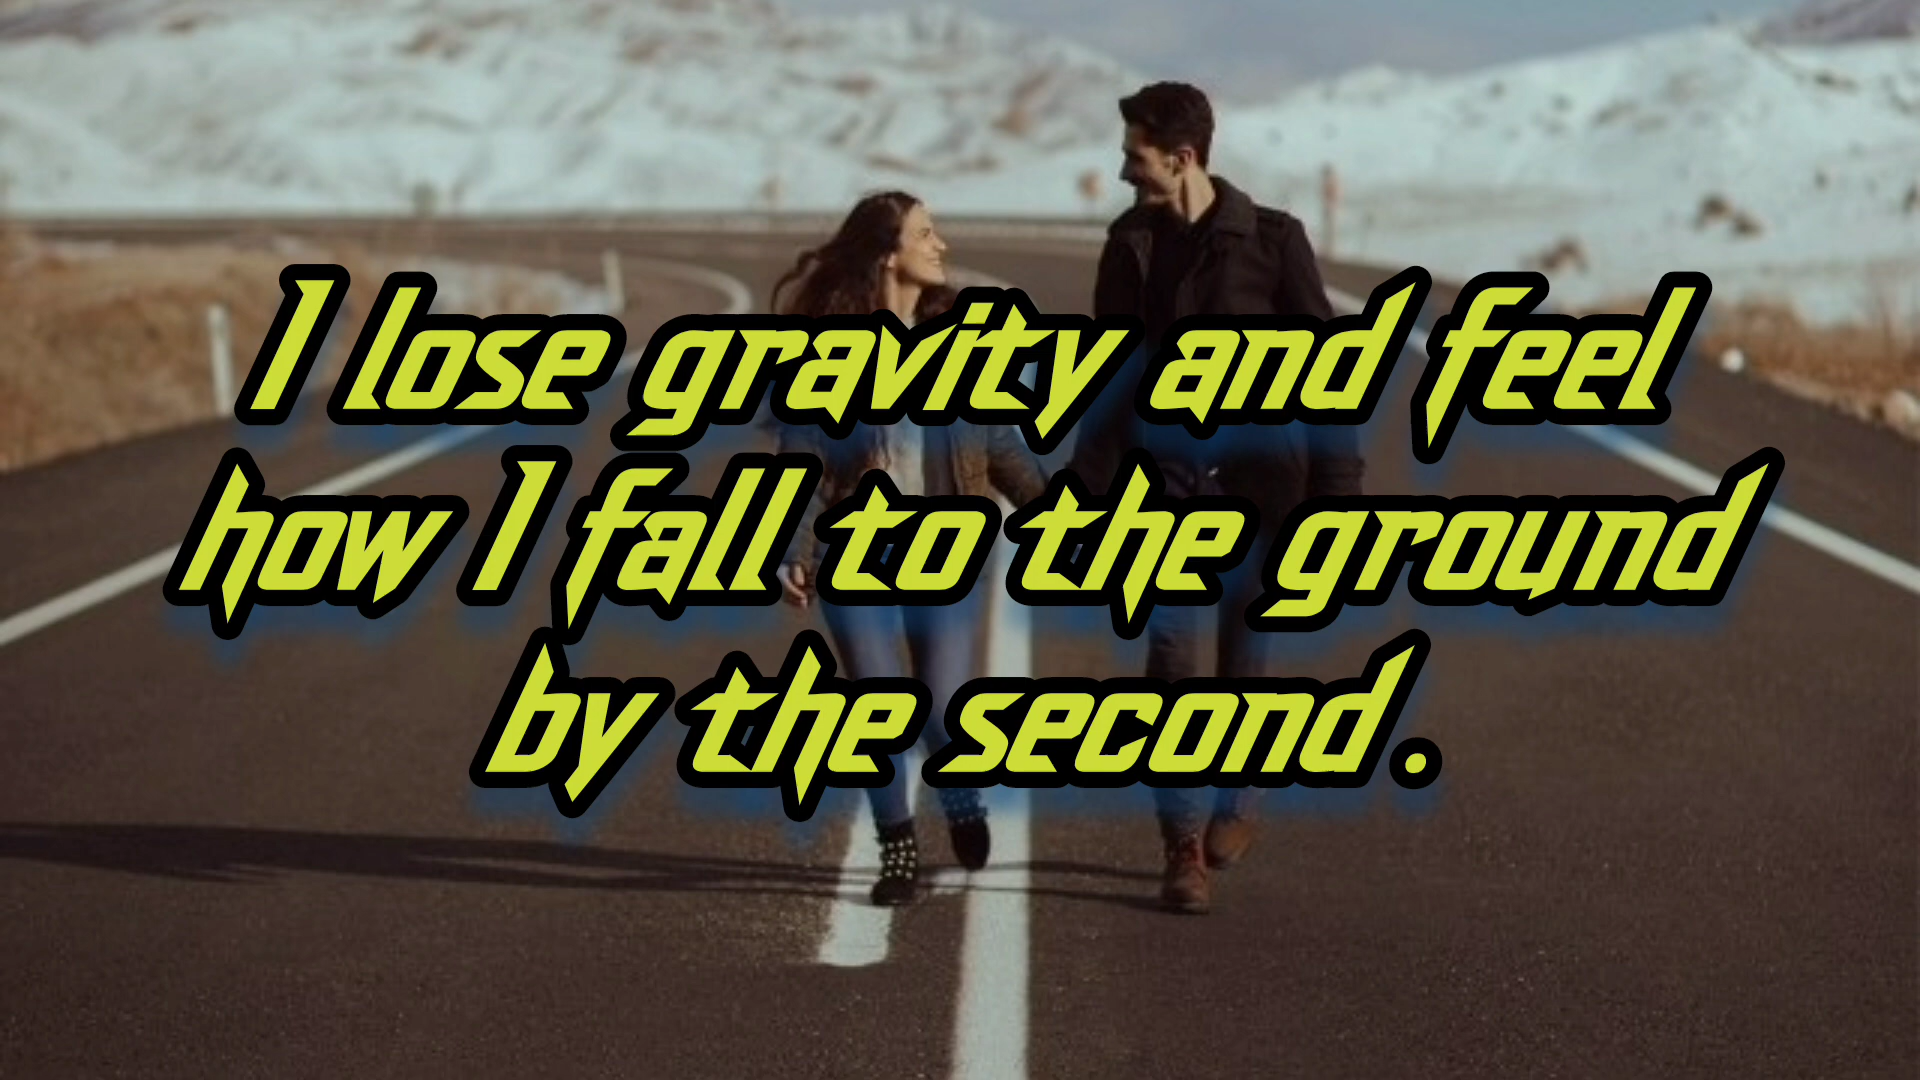 I lose gravity and feel
how I fall to the ground
by the second.